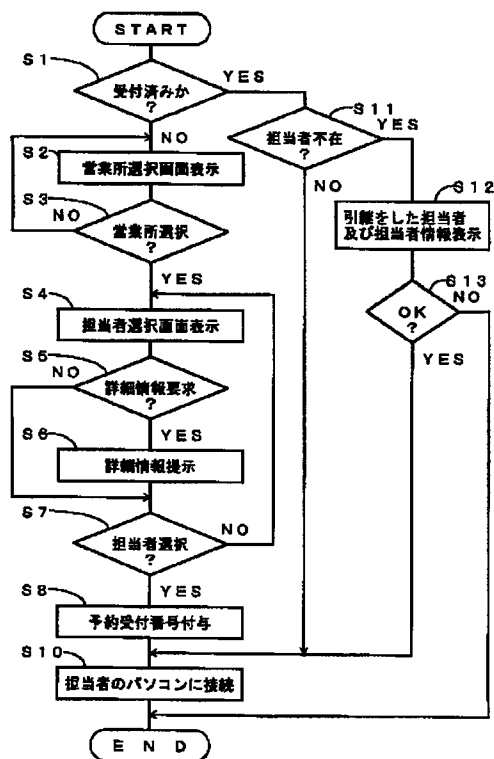 START
S1
受付済みか
?
YES
NO
S2
営業所選択画面表示
S3
NO
営業所選択
?
YES
S4
担当者選択画面表示
S5
NO
詳細情報要求
?
YES
S6
詳細情報提示
S7
NO
担当者選択
?
YES
S8
予約受付番号付与
S10
担当者のパソコンに接続
END
S11
YES
担当者不在?
NO
S12
引継をした担当者
及び担当者情報表示
S13
NO
OK
?
YES